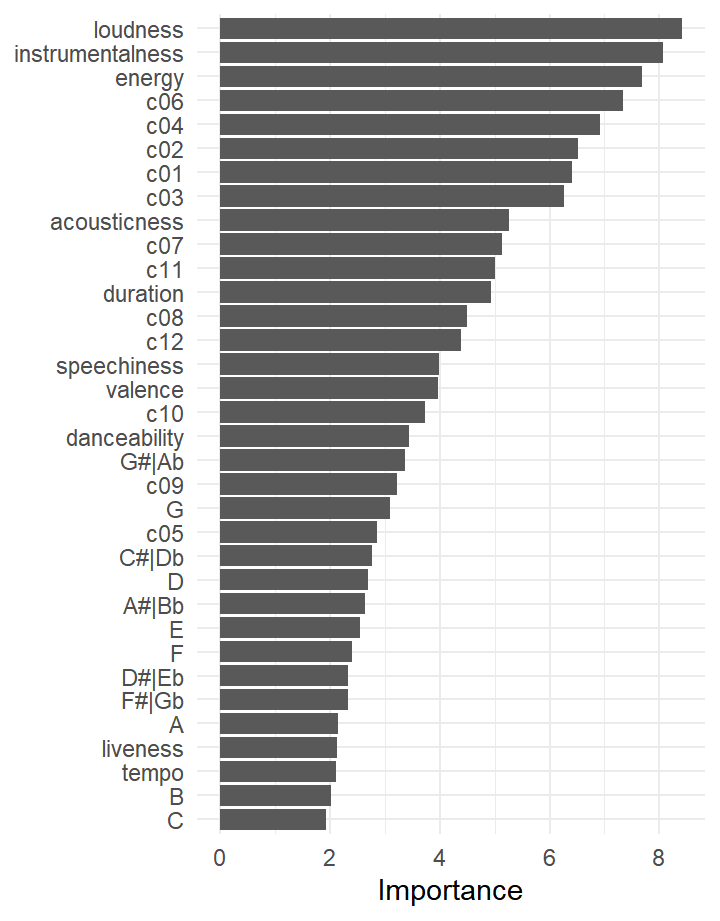 loudness
instrumentalness
energy
c06
c04
c02
c01
c03
acousticness
c07
c11
duration
c08
c12
speechiness
valence
c10
danceability
G#|Ab
c09
G
c05
C#|Db
D
A#|Bb
E
F
D#|Eb
F#|Gb
A
liveness
tempo
B
C
0 2 4 6 8
Importance